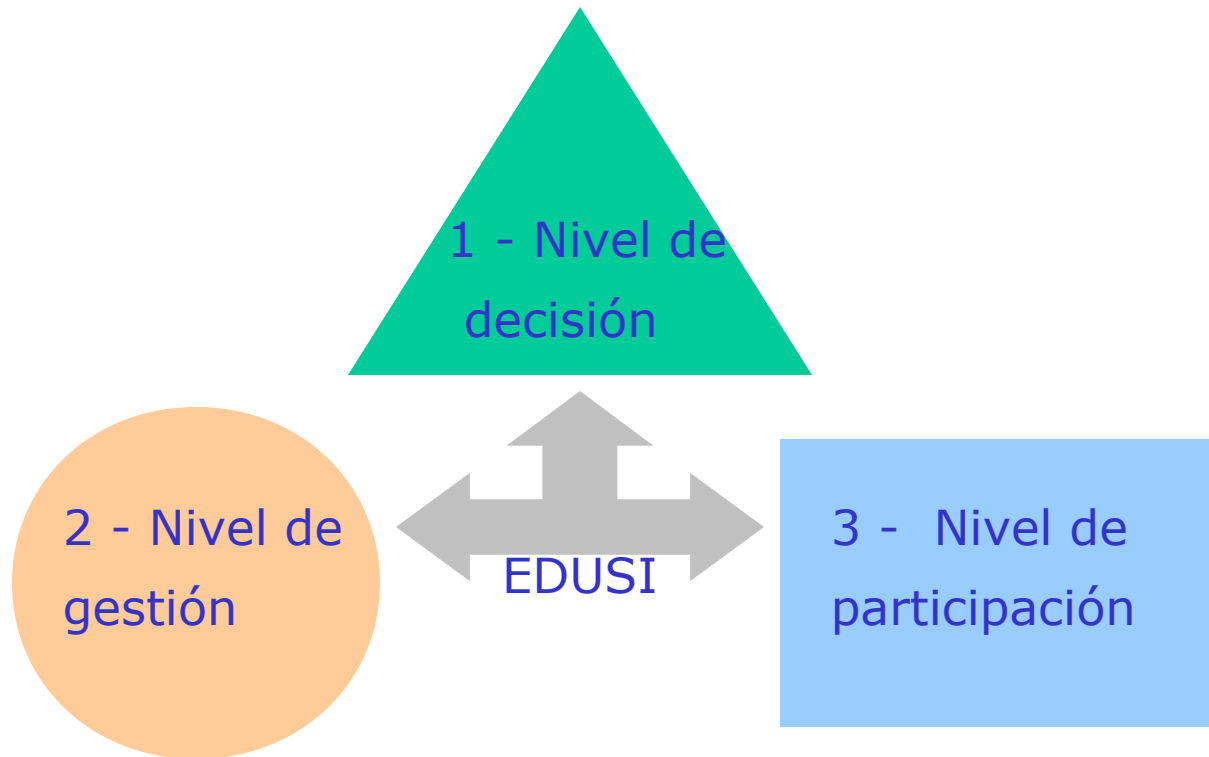 1 - Nivel de
decisión
2 - Nivel de
gestión
EDUSI
3 -  Nivel de
participación